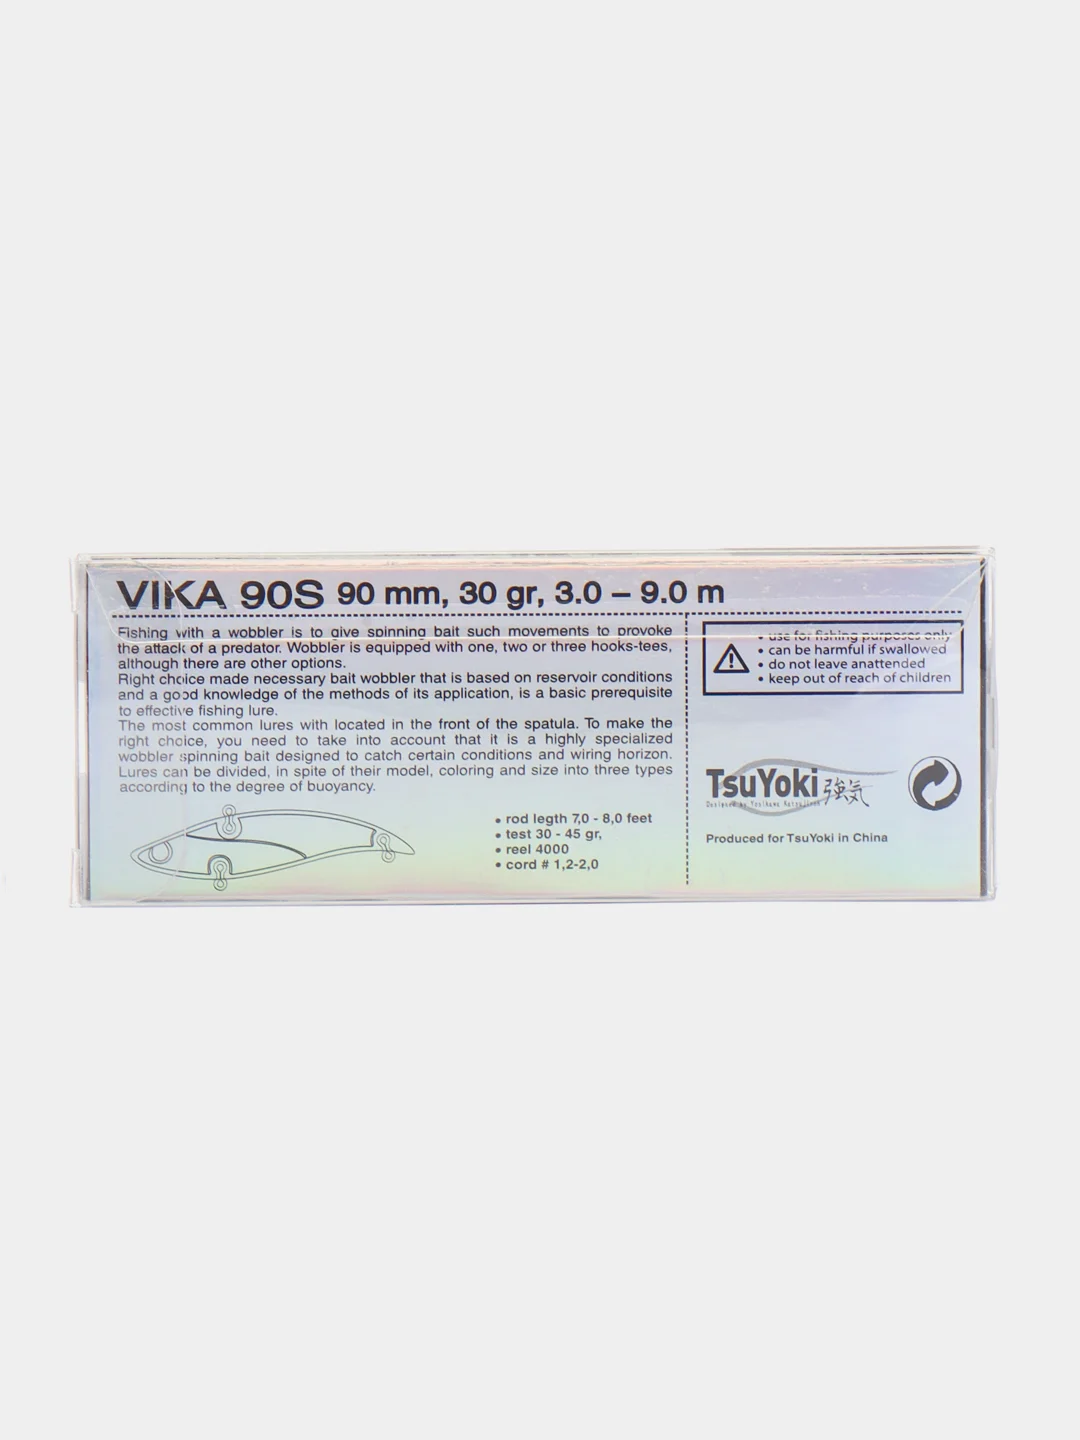 VIKA 90S 90 mm, 30 gr, 3.0 – 9.0 m
Fishing with a wobbler is to give spinning bait such movements to provoke
the attack of a predator. Wobbler is equipped with one, two or three hooks-tees,
although there are other options.
Right choice made necessary bait wobbler that is based on reservoir conditions
and a good knowledge of the methods of its application, is a basic prerequisite
to effective fishing lure.
The most common lures with located in the front of the spatula. To make the
right choice, you need to take into account that it is a highly specialized
wobbler spinning bait designed to catch certain conditions and wiring horizon.
Lures can be divided, in spite of their model, coloring and size into three types
according to the degree of buoyancy.
• rod legth 7,0 - 8,0 feet
• test 30 - 45 gr,
• reel 4000
• cord # 1,2-2,0
• use for fishing purposes only
• can be harmful if swallowed
• do not leave anattended
• keep out of reach of children
TsuYoki 強気
Designed by
Produced for TsuYoki in China